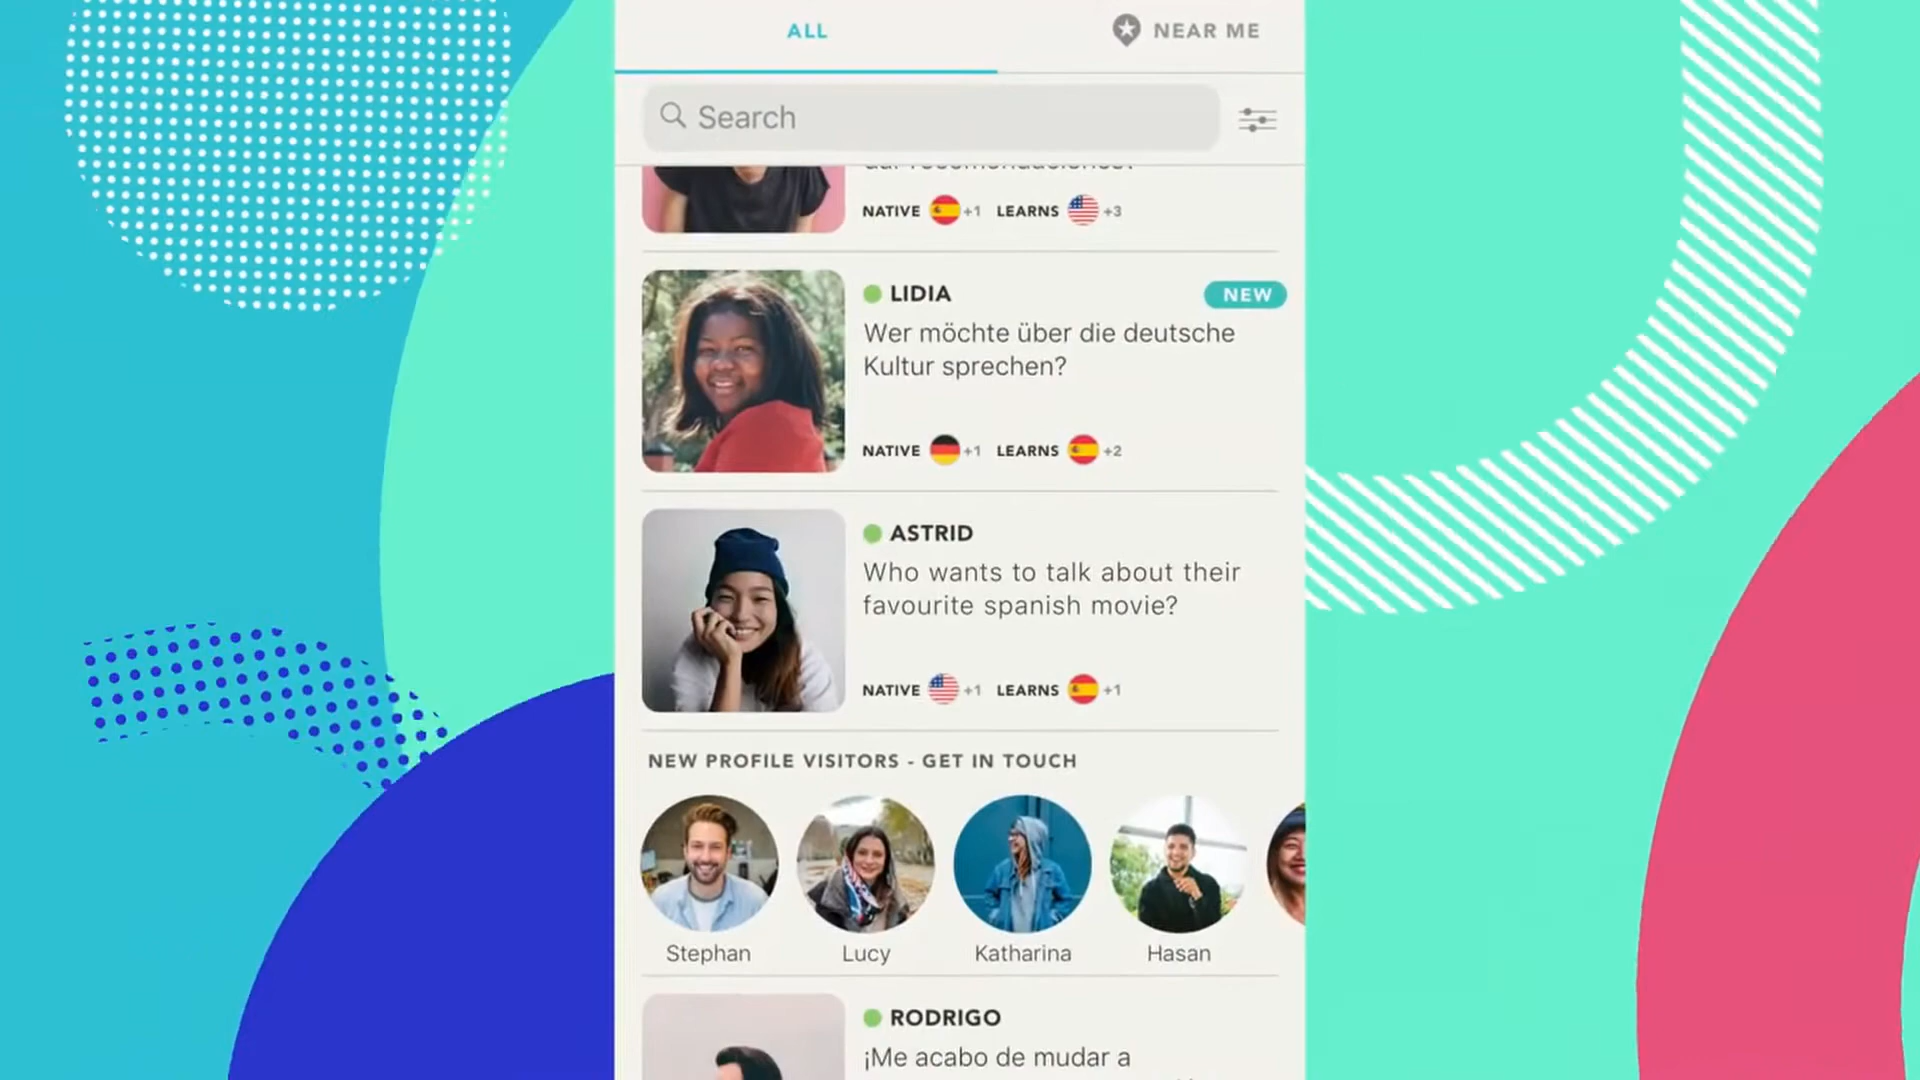 ALL
NEAR ME
Search
NATIVE +1 LEARNS +3
LIDIA
NEW
Wer möchte über die deutsche
Kultur sprechen?
NATIVE +1 LEARNS +2
ASTRID
Who wants to talk about their
favourite spanish movie?
NATIVE +1 LEARNS +1
NEW PROFILE VISITORS - GET IN TOUCH
Stephan
Lucy
Katharina
Hasan
RODRIGO
¡Me acabo de mudar a